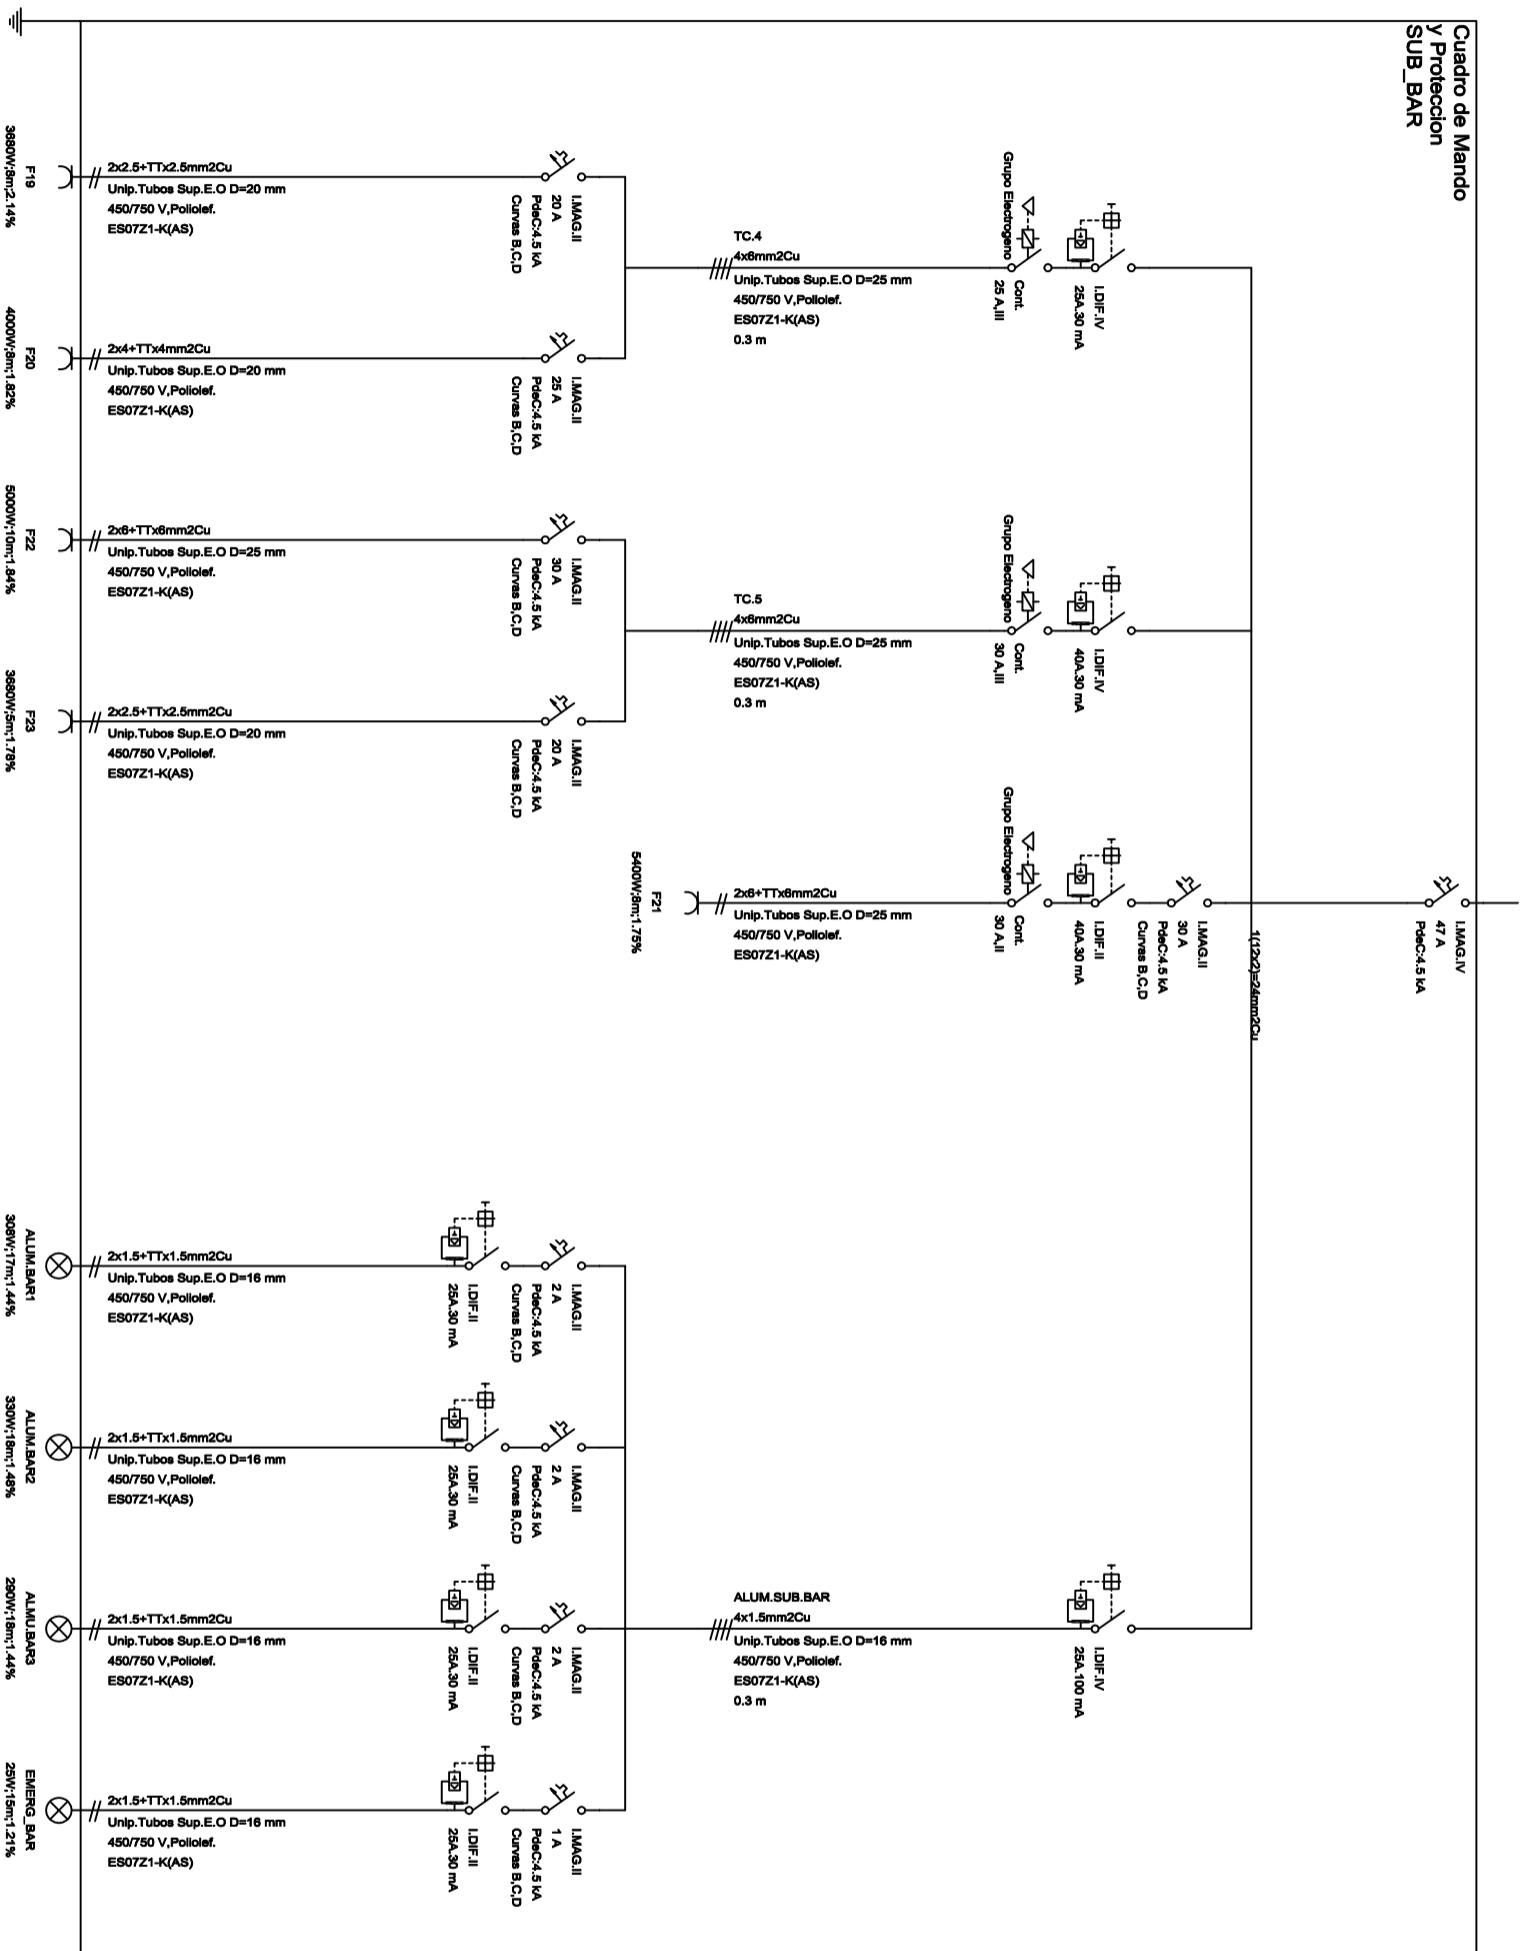 Cuadro de Mando
y Proteccion
SUB_BAR
I.MAG.IV
47 A
PdeC:4.5 kA
1(12x2)=24mm2Cu
I.DIF.IV
25A.30 mA
Grupo Electrogeno
Cont.
25 A,III
TC.4
4x6mm2Cu
Unip.Tubos Sup.E.O D=25 mm
450/750 V,Poliolef.
ES07Z1-K(AS)
0.3 m
I.MAG.II
20 A
PdeC:4.5 kA
Curvas B,C,D
2x2.5+TTx2.5mm2Cu
Unip.Tubos Sup.E.O D=20 mm
450/750 V,Poliolef.
ES07Z1-K(AS)
F19
3680W;8m;2.14%
I.MAG.II
25 A
PdeC:4.5 kA
Curvas B,C,D
2x4+TTx4mm2Cu
Unip.Tubos Sup.E.O D=20 mm
450/750 V,Poliolef.
ES07Z1-K(AS)
F20
4000W;8m;1.82%
I.DIF.IV
40A.30 mA
Grupo Electrogeno
Cont.
30 A,III
TC.5
4x6mm2Cu
Unip.Tubos Sup.E.O D=25 mm
450/750 V,Poliolef.
ES07Z1-K(AS)
0.3 m
I.MAG.II
30 A
PdeC:4.5 kA
Curvas B,C,D
2x6+TTx6mm2Cu
Unip.Tubos Sup.E.O D=25 mm
450/750 V,Poliolef.
ES07Z1-K(AS)
F22
5000W;10m;1.84%
I.MAG.II
20 A
PdeC:4.5 kA
Curvas B,C,D
2x2.5+TTx2.5mm2Cu
Unip.Tubos Sup.E.O D=20 mm
450/750 V,Poliolef.
ES07Z1-K(AS)
F23
3680W;5m;1.78%
I.MAG.II
30 A
PdeC:4.5 kA
Curvas B,C,D
I.DIF.II
40A.30 mA
Grupo Electrogeno
Cont.
30 A,II
2x6+TTx6mm2Cu
Unip.Tubos Sup.E.O D=25 mm
450/750 V,Poliolef.
ES07Z1-K(AS)
F21
5400W;8m;1.75%
I.DIF.IV
25A.100 mA
ALUM.SUB.BAR
4x1.5mm2Cu
Unip.Tubos Sup.E.O D=16 mm
450/750 V,Poliolef.
ES07Z1-K(AS)
0.3 m
I.MAG.II
2 A
PdeC:4.5 kA
Curvas B,C,D
I.DIF.II
25A.30 mA
2x1.5+TTx1.5mm2Cu
Unip.Tubos Sup.E.O D=16 mm
450/750 V,Poliolef.
ES07Z1-K(AS)
ALUM.BAR1
308W;17m;1.44%
I.MAG.II
2 A
PdeC:4.5 kA
Curvas B,C,D
I.DIF.II
25A.30 mA
2x1.5+TTx1.5mm2Cu
Unip.Tubos Sup.E.O D=16 mm
450/750 V,Poliolef.
ES07Z1-K(AS)
ALUM.BAR2
330W;18m;1.48%
I.MAG.II
2 A
PdeC:4.5 kA
Curvas B,C,D
I.DIF.II
25A.30 mA
2x1.5+TTx1.5mm2Cu
Unip.Tubos Sup.E.O D=16 mm
450/750 V,Poliolef.
ES07Z1-K(AS)
ALMU.BAR3
290W;18m;1.44%
I.MAG.II
1 A
PdeC:4.5 kA
Curvas B,C,D
I.DIF.II
25A.30 mA
2x1.5+TTx1.5mm2Cu
Unip.Tubos Sup.E.O D=16 mm
450/750 V,Poliolef.
ES07Z1-K(AS)
EMERG_BAR
25W;15m;1.21%